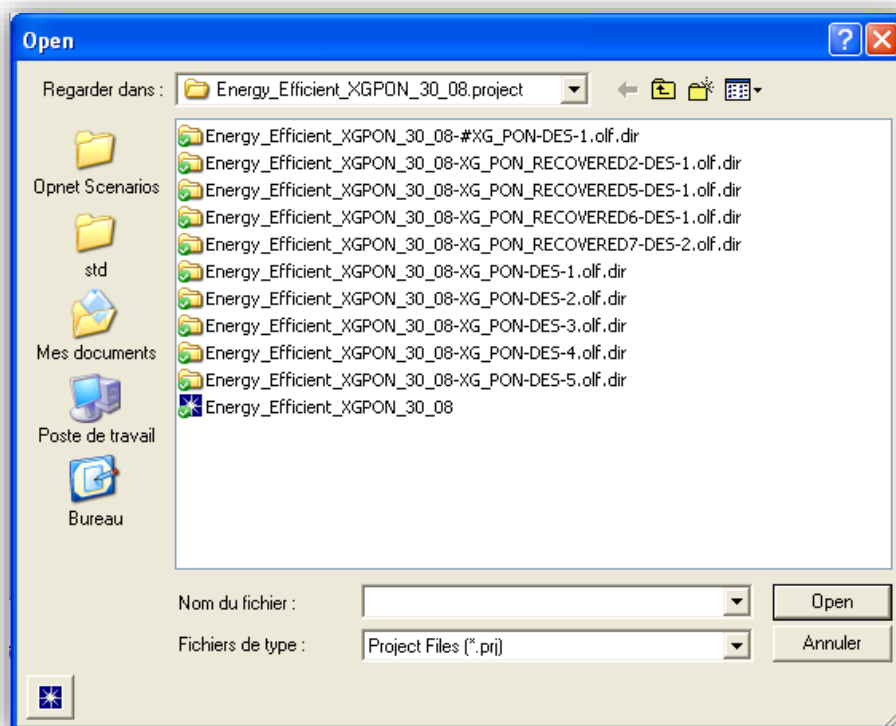 Open
Regarder dans :
Energy_Efficient_XGPON_30_08.project
Opnet Scenarios
std
Mes documents
Poste de travail
Bureau
Energy_Efficient_XGPON_30_08-#XG_PON-DES-1.olf.dir
Energy_Efficient_XGPON_30_08-XG_PON_RECOVERED2-DES-1.olf.dir
Energy_Efficient_XGPON_30_08-XG_PON_RECOVERED5-DES-1.olf.dir
Energy_Efficient_XGPON_30_08-XG_PON_RECOVERED6-DES-1.olf.dir
Energy_Efficient_XGPON_30_08-XG_PON_RECOVERED7-DES-2.olf.dir
Energy_Efficient_XGPON_30_08-XG_PON-DES-1.olf.dir
Energy_Efficient_XGPON_30_08-XG_PON-DES-2.olf.dir
Energy_Efficient_XGPON_30_08-XG_PON-DES-3.olf.dir
Energy_Efficient_XGPON_30_08-XG_PON-DES-4.olf.dir
Energy_Efficient_XGPON_30_08-XG_PON-DES-5.olf.dir
Energy_Efficient_XGPON_30_08
Nom du fichier :
Open
Fichiers de type :
Project Files (*.prj)
Annuler